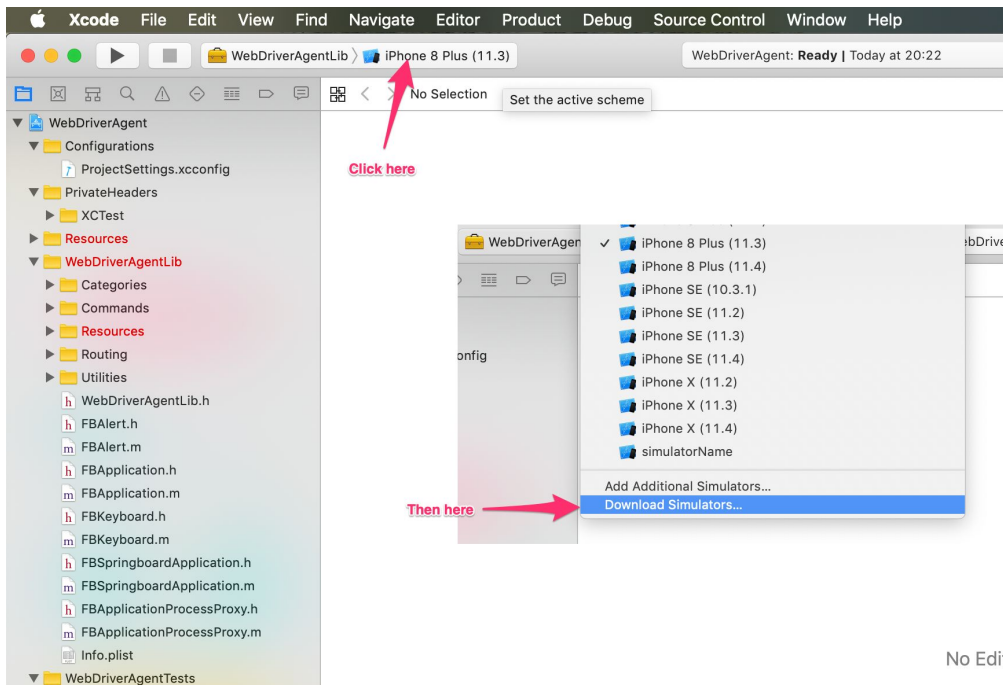 Xcode File Edit View Find Navigate Editor Product Debug Source Control Window Help
WebDriverAgentLib 〉 iPhone 8 Plus (11.3)
WebDriverAgent: Ready | Today at 20:22
No Selection
Set the active scheme
Click here
WebDriverAgent
Configurations
ProjectSettings.xcconfig
PrivateHeaders
XCTest
Resources
WebDriverAgentLib
Categories
Commands
Resources
Routing
Utilities
h WebDriverAgentLib.h
h FBAlert.h
m FBAlert.m
h FBApplication.h
m FBApplication.m
h FBKeyboard.h
m FBKeyboard.m
h FBSpringboardApplication.h
m FBSpringboardApplication.m
h FBApplicationProcessProxy.h
m FBApplicationProcessProxy.m
Info.plist
WebDriverAgentTests
WebDriverAgen
ebDrive
onfig
✓ iPhone 8 Plus (11.3)
iPhone 8 Plus (11.4)
iPhone SE (10.3.1)
iPhone SE (11.2)
iPhone SE (11.3)
iPhone SE (11.4)
iPhone X (11.2)
iPhone X (11.3)
iPhone X (11.4)
simulatorName
Add Additional Simulators...
Then here
Download Simulators...
No Edi